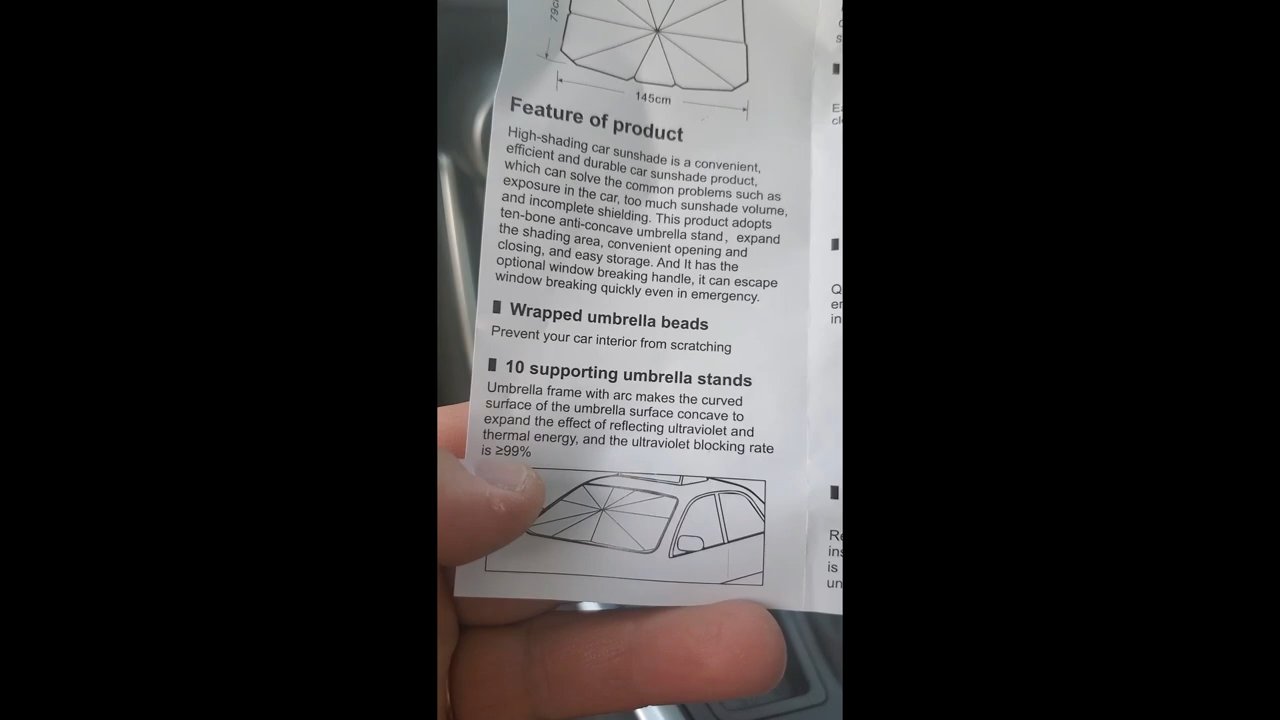 145cm
Feature of product
High-shading car sunshade is a convenient,
efficient and durable car sunshade product,
which can solve the common problems such as
exposure in the car, too much sunshade volume,
and incomplete shielding. This product adopts
ten-bone anti-concave umbrella stand, expand
the shading area, convenient opening and
closing, and easy storage. And It has the
optional window breaking handle, it can escape
window breaking quickly even in emergency.
Wrapped umbrella beads
Prevent your car interior from scratching
10 supporting umbrella stands
Umbrella frame with arc makes the curved
surface of the umbrella surface concave to
expand the effect of reflecting ultraviolet and
thermal energy, and the ultraviolet blocking rate
is ≥99%